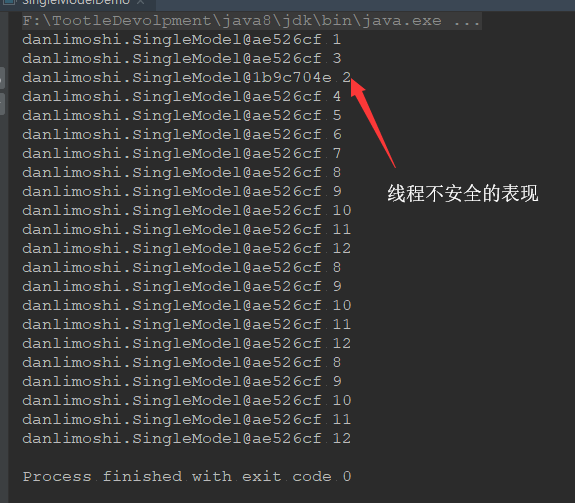 SingleModelDemo
F:\TootleDevolpment\java8\jdk\bin\java.exe ...
danlimoshi.SingleModel@ae526cf 1
danlimoshi.SingleModel@ae526cf 3
danlimoshi.SingleModel@1b9c704e 2
danlimoshi.SingleModel@ae526cf 4
danlimoshi.SingleModel@ae526cf 5
danlimoshi.SingleModel@ae526cf 6
danlimoshi.SingleModel@ae526cf 7
danlimoshi.SingleModel@ae526cf 8
danlimoshi.SingleModel@ae526cf 9
线程不安全的表现
danlimoshi.SingleModel@ae526cf 10
danlimoshi.SingleModel@ae526cf 11
danlimoshi.SingleModel@ae526cf 12
danlimoshi.SingleModel@ae526cf 8
danlimoshi.SingleModel@ae526cf 9
danlimoshi.SingleModel@ae526cf 10
danlimoshi.SingleModel@ae526cf 11
danlimoshi.SingleModel@ae526cf 12
danlimoshi.SingleModel@ae526cf 8
danlimoshi.SingleModel@ae526cf 9
danlimoshi.SingleModel@ae526cf 10
danlimoshi.SingleModel@ae526cf 11
danlimoshi.SingleModel@ae526cf 12
Process finished with exit code 0